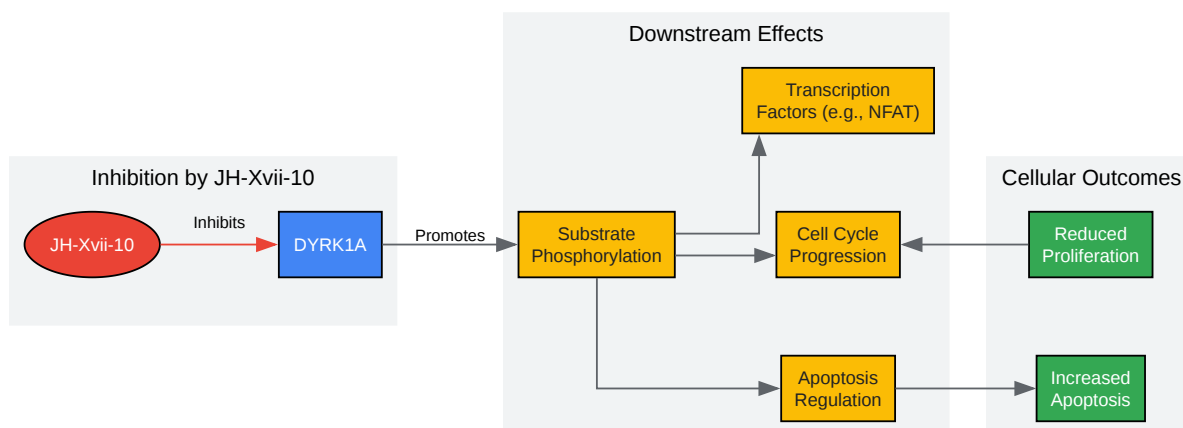 Inhibition by JH-Xvii-10
JH-Xvii-10
Inhibits
DYRK1A
Promotes
Downstream Effects
Transcription
Factors (e.g., NFAT)
Substrate
Phosphorylation
Cell Cycle
Progression
Apoptosis
Regulation
Cellular Outcomes
Reduced
Proliferation
Increased
Apoptosis